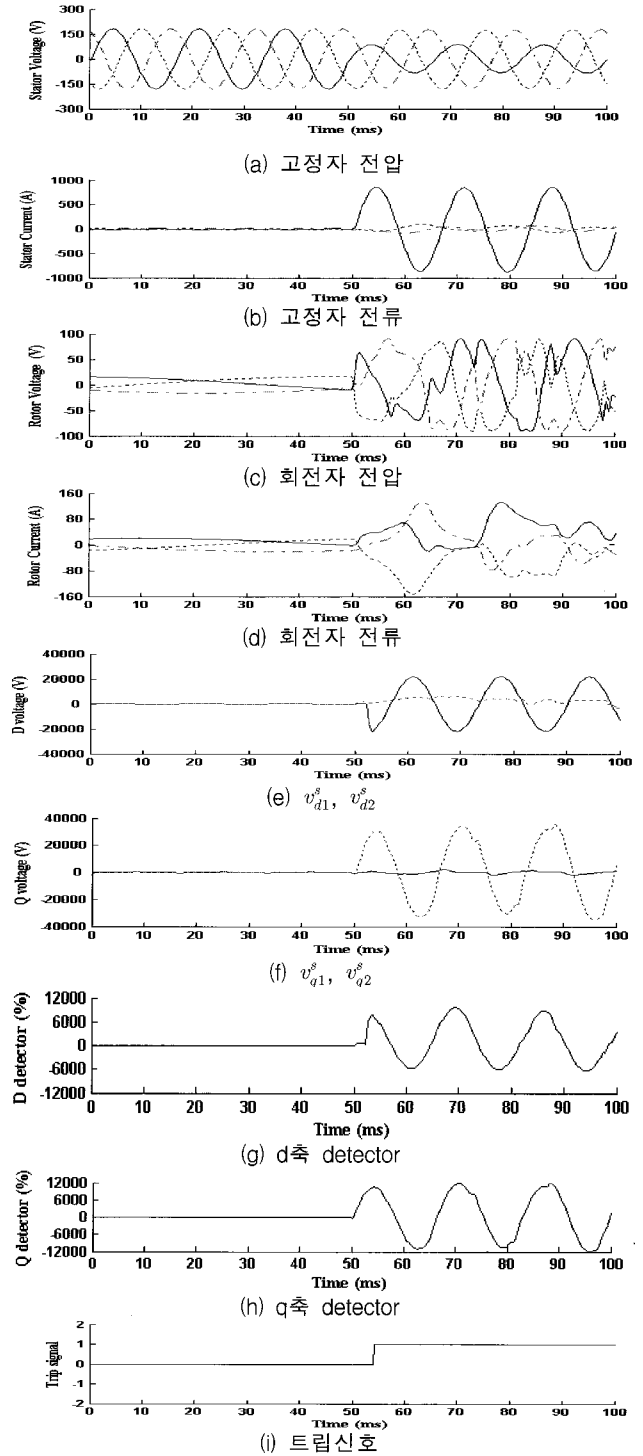 Stator Voltage (V)
300
150
0
-150
-300
0 10 20 30 40 50 60 70 80 90 100
Time (ms)
(a) 고정자 전압
Stator Current (A)
1000
500
0
-500
-1000
0 10 20 30 40 50 60 70 80 90 100
Time (ms)
(b) 고정자 전류
Rotor Voltage (V)
100
50
0
-50
-100
0 10 20 30 40 50 60 70 80 90 100
Time (ms)
(c) 회전자 전압
Rotor Current (A)
160
80
0
-80
-160
0 10 20 30 40 50 60 70 80 90 100
Time (ms)
(d) 회전자 전류
D voltage (V)
40000
20000
0
-20000
-40000
0 10 20 30 40 50 60 70 80 90 100
Time (ms)
(e) v^s_{d1}, v^s_{d2}
Q voltage (V)
40000
20000
0
-20000
-40000
0 10 20 30 40 50 60 70 80 90 100
Time (ms)
(f) v^s_{q1}, v^s_{q2}
D detector (%)
12000
6000
0
-6000
-12000
0 10 20 30 40 50 60 70 80 90 100
Time (ms)
(g) d축 detector
Q detector (%)
12000
6000
0
-6000
-12000
0 10 20 30 40 50 60 70 80 90 100
Time (ms)
(h) q축 detector
Trip signal
2
1
0
-1
-2
0 10 20 30 40 50 60 70 80 90 100
Time (ms)
(i) 트립신호